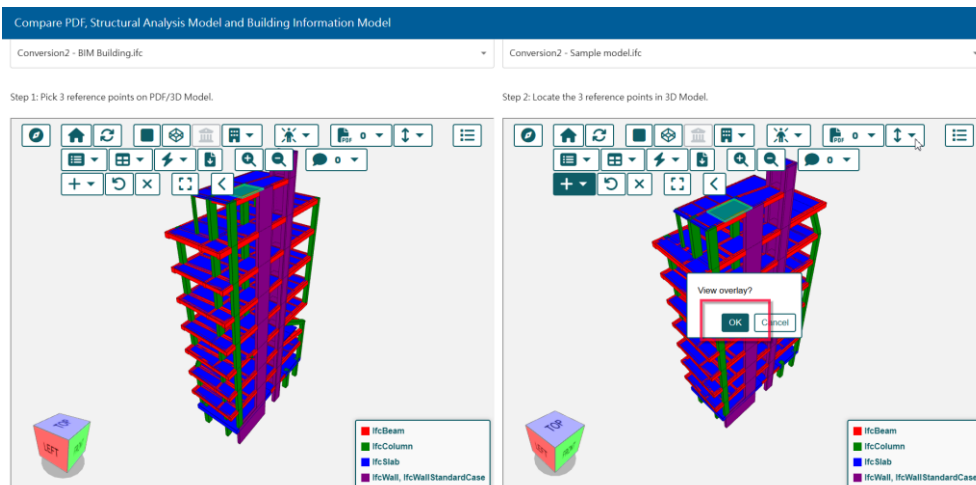 Compare PDF, Structural Analysis Model and Building Information Model
Conversion2 - BIM Building.ifc
Conversion2 - Sample model.ifc
Step 1: Pick 3 reference points on PDF/3D Model.
Step 2: Locate the 3 reference points in 3D Model.
PDF 0
0
PDF 0
0
View overlay?
OK
Cancel
TOP
LEFT
TOP
LEFT
IfcBeam
IfcColumn
IfcSlab
IfcWall, IfcWallStandardCase
IfcBeam
IfcColumn
IfcSlab
IfcWall, IfcWallStandardCase